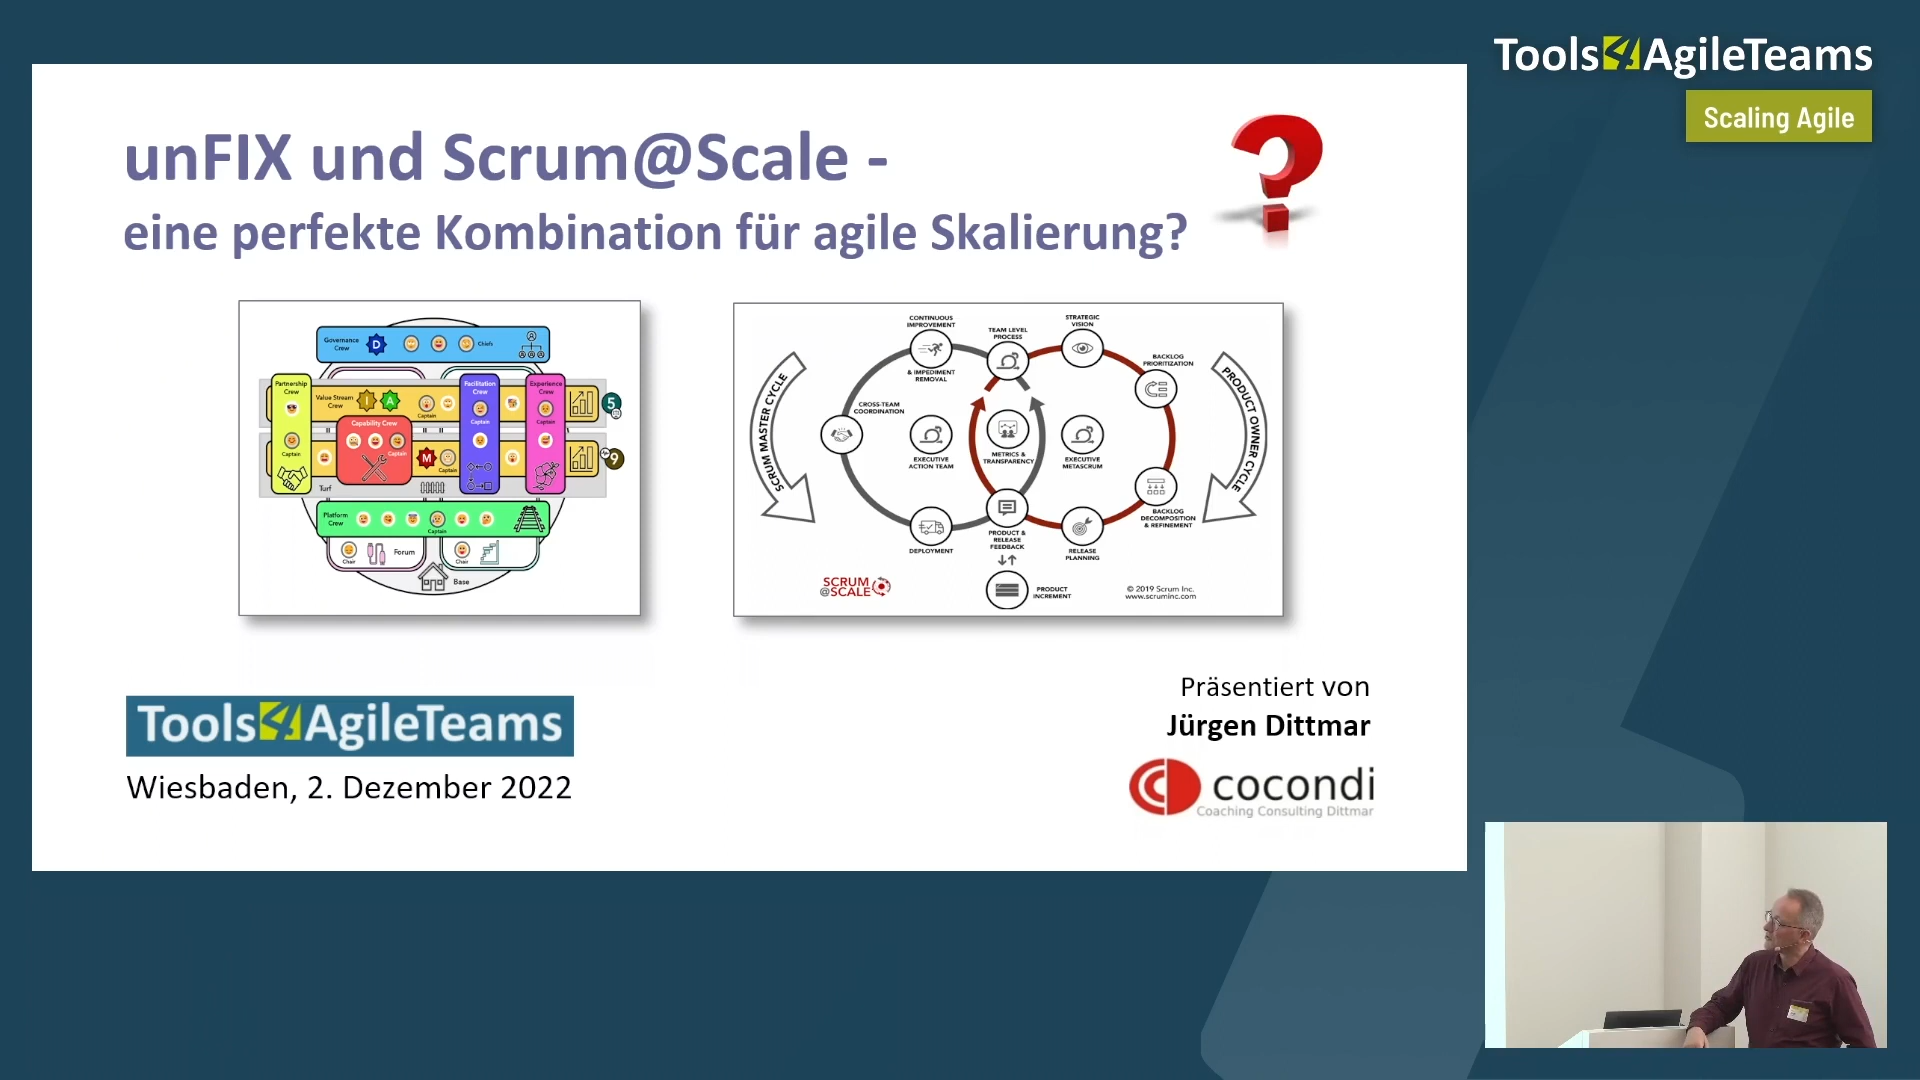 Tools4AgileTeams
Scaling Agile
unFIX und Scrum@Scale -
eine perfekte Kombination für agile Skalierung?
Governance
Crew
D
Chiefs
Partnership
Crew
Captain
Value Stream
Crew
I
A
Captain
Facilitation
Crew
Captain
Experience
Crew
Captain
5
Capability Crew
Captain
M
Captain
9
Turf
Platform
Crew
Captain
Chair
Forum
Chair
Base
SCRUM MASTER CYCLE
CONTINUOUS
IMPROVEMENT
& IMPEDIMENT
REMOVAL
TEAM LEVEL
PROCESS
STRATEGIC
VISION
BACKLOG
PRIORITIZATION
PRODUCT OWNER CYCLE
CROSS-TEAM
COORDINATION
EXECUTIVE
ACTION TEAM
METRICS &
TRANSPARENCY
EXECUTIVE
METASCRUM
BACKLOG
DECOMPOSITION
& REFINEMENT
DEPLOYMENT
PRODUCT &
RELEASE
FEEDBACK
RELEASE
PLANNING
SCRUM
@SCALE
PRODUCT
INCREMENT
© 2019 Scrum Inc.
www.scruminc.com
Tools4AgileTeams
Wiesbaden, 2. Dezember 2022
Präsentiert von
Jürgen Dittmar
cocondi
Coaching Consulting Dittmar